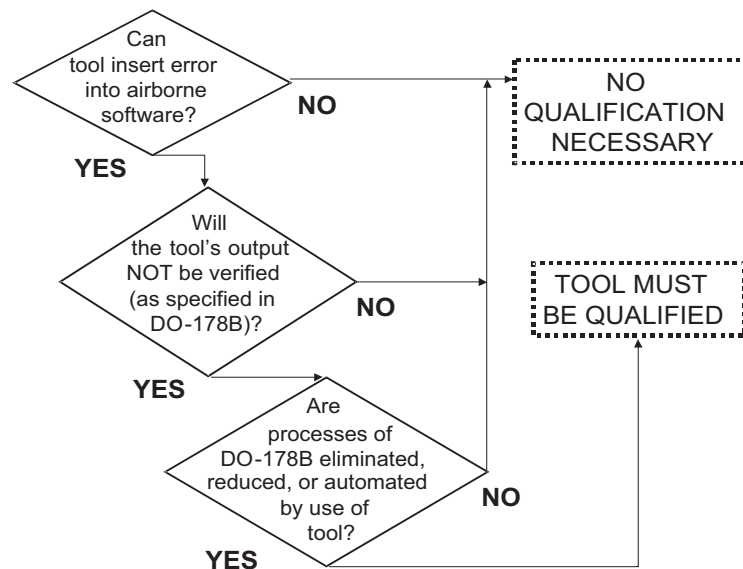 Can
tool insert error
into airborne
software?
NO
YES
NO
QUALIFICATION
NECESSARY
Will
the tool's output
NOT be verified
(as specified in
DO-178B)?
NO
YES
TOOL MUST
BE QUALIFIED
Are
processes of
DO-178B eliminated,
reduced, or automated
by use of
tool?
NO
YES